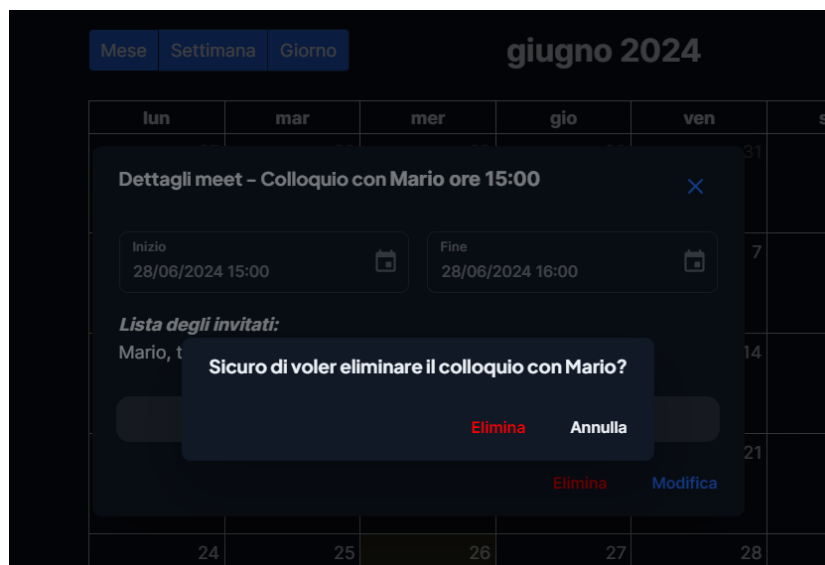 Mese Settimana Giorno
giugno 2024
lun mar mer gio ven s
31
Dettagli meet – Colloquio con Mario ore 15:00
Inizio
28/06/2024 15:00
Fine
28/06/2024 16:00
7
Lista degli invitati:
Mario, t
14
Sicuro di voler eliminare il colloquio con Mario?
Elimina Annulla
21
Elimina Modifica
24 25 26 27 28